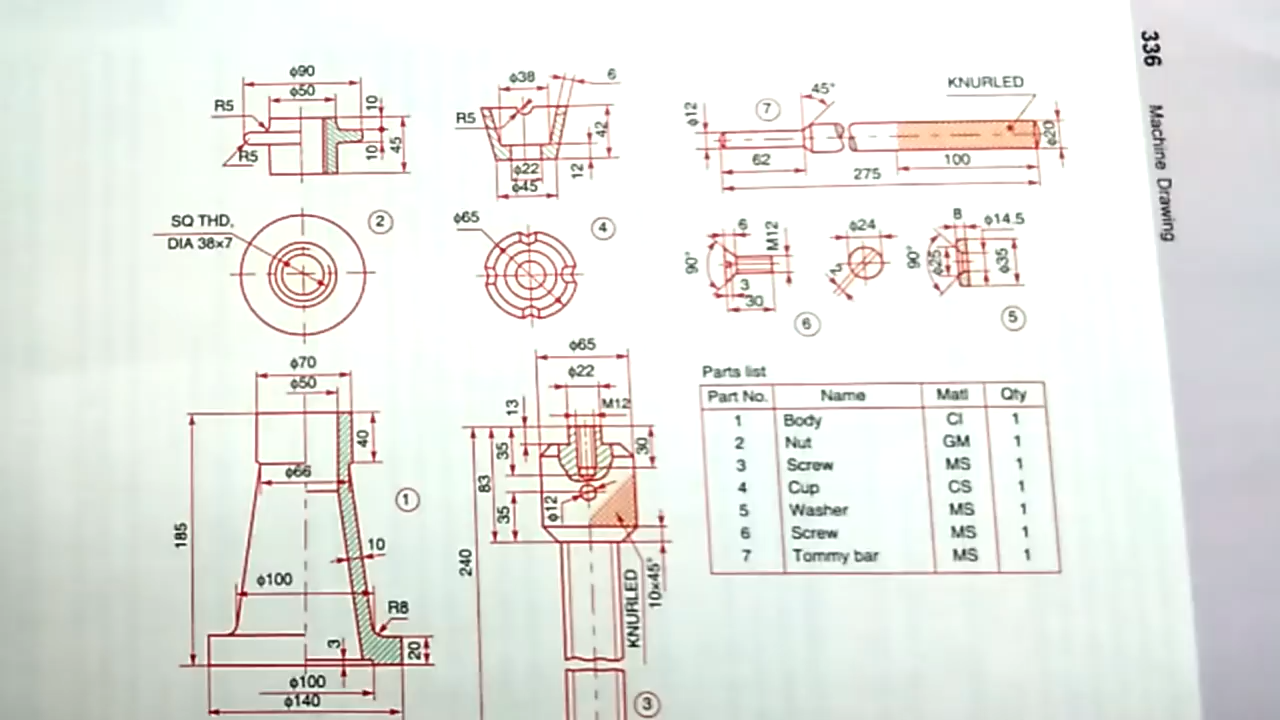 336 Machine Drawing
ϕ90
ϕ50
R5
R5
10
10
45
SQ THD,
DIA 38×7
2
ϕ38
6
R5
42
12
ϕ22
ϕ45
ϕ65
4
ϕ12
7
45°
KNURLED
ϕ20
62
100
275
6
M12
90°
3
30
ϕ24
2
6
8
ϕ14.5
90°
ϕ25
ϕ35
5
ϕ70
ϕ50
40
ϕ66
185
1
10
ϕ100
R8
3
20
ϕ100
ϕ140
ϕ65
ϕ22
M12
13
35
30
83
35
ϕ12
240
KNURLED
10×45°
3
Parts list
Part No. Name Matl Qty
1 Body CI 1
2 Nut GM 1
3 Screw MS 1
4 Cup CS 1
5 Washer MS 1
6 Screw MS 1
7 Tommy bar MS 1